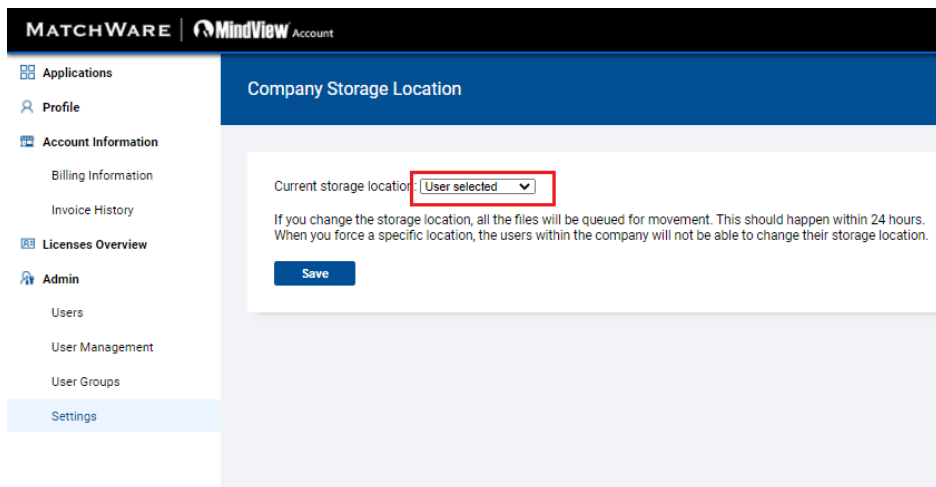 MATCHWARE | MindView Account
Applications
Profile
Account Information
Billing Information
Invoice History
Licenses Overview
Admin
Users
User Management
User Groups
Settings
Company Storage Location
Current storage location: User selected
If you change the storage location, all the files will be queued for movement. This should happen within 24 hours.
When you force a specific location, the users within the company will not be able to change their storage location.
Save